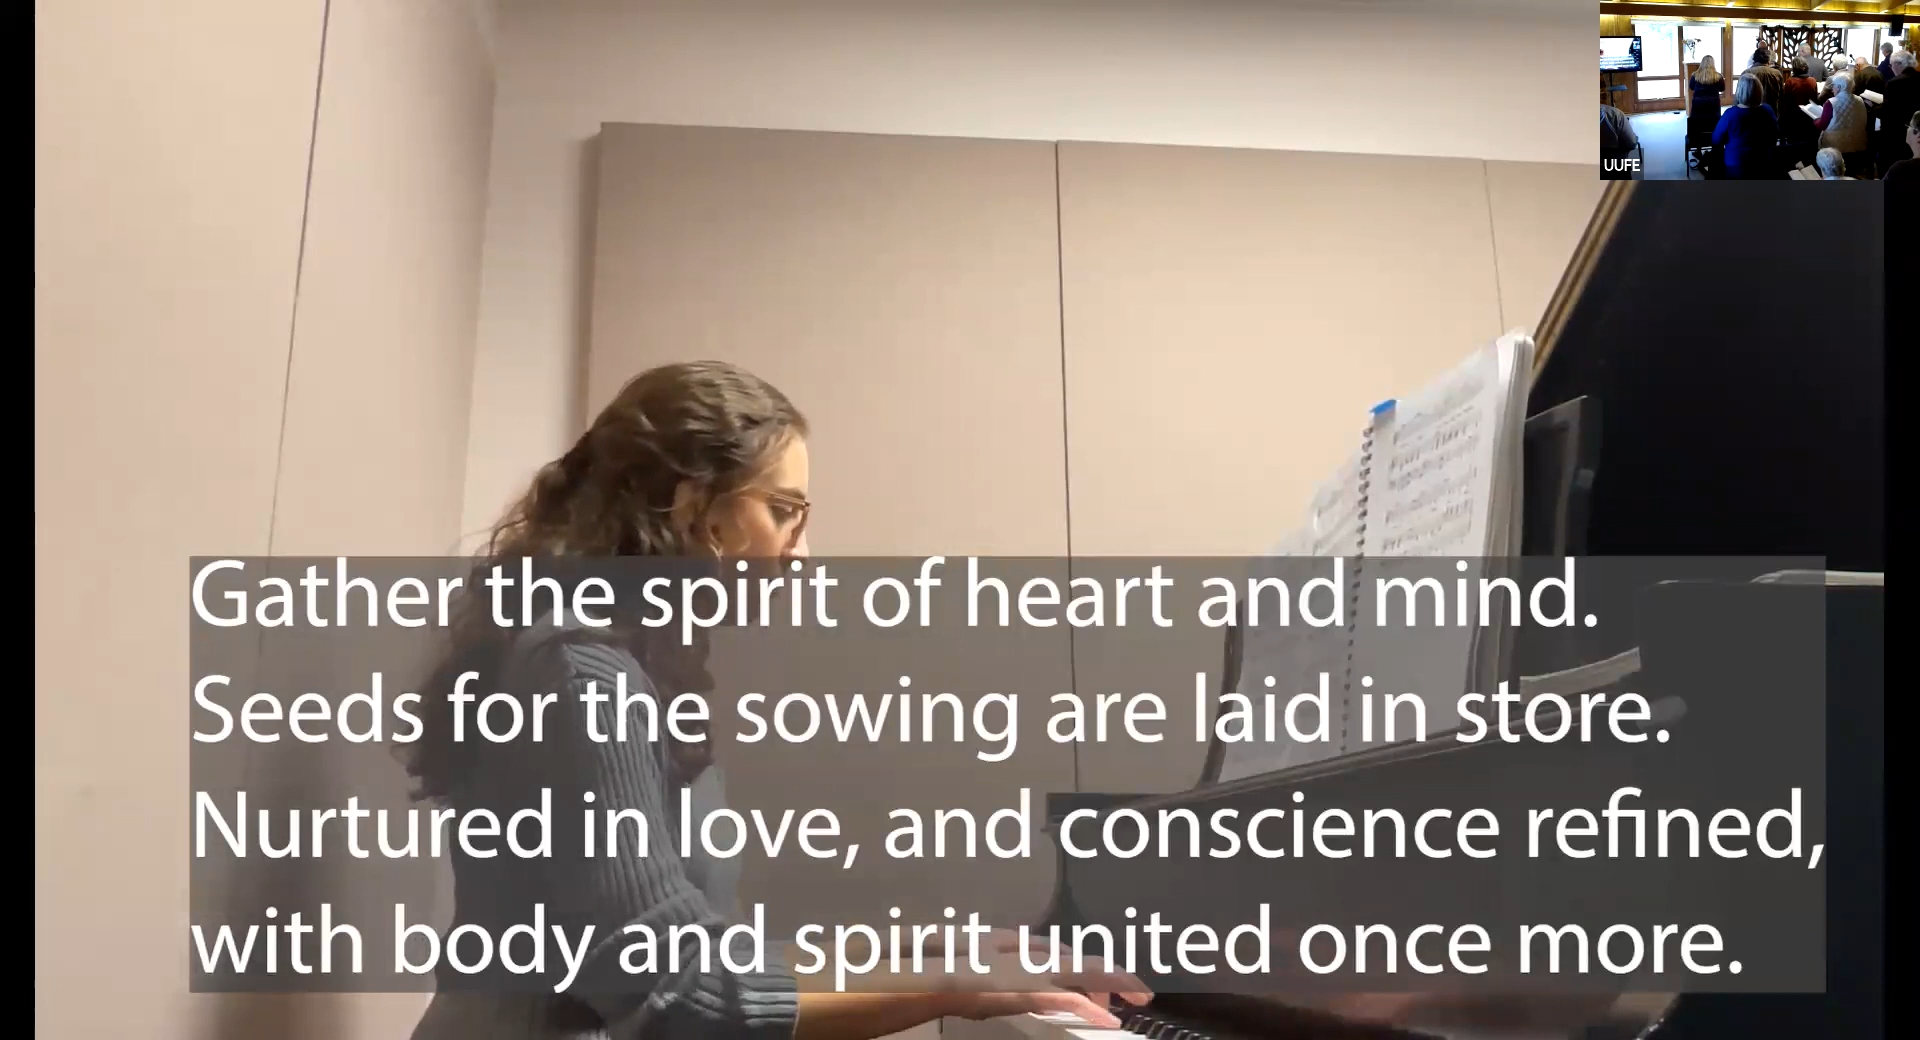 UUFE
Gather the spirit of heart and mind.
Seeds for the sowing are laid in store.
Nurtured in love, and conscience refined,
with body and spirit united once more.